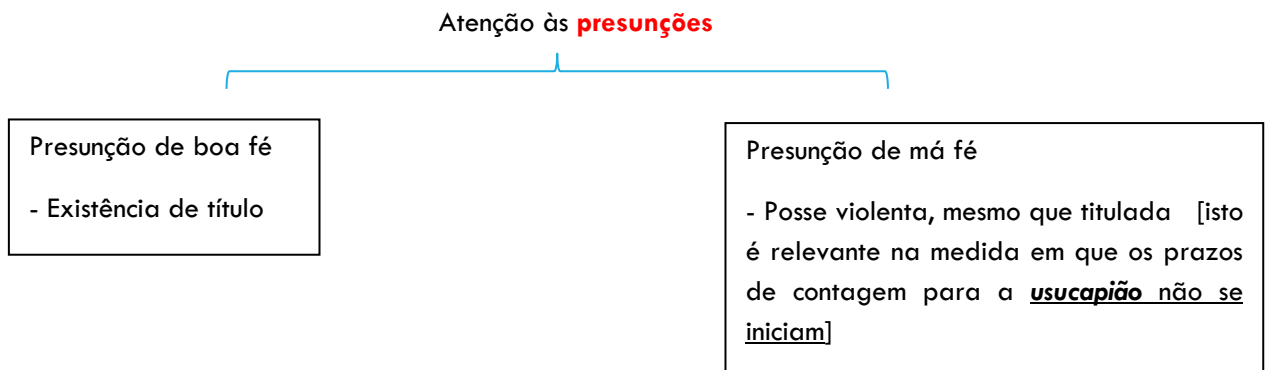 Atenção às presunções
Presunção de boa fé
- Existência de título
Presunção de má fé
- Posse violenta, mesmo que titulada [isto
é relevante na medida em que os prazos
de contagem para a usucapião não se
iniciam]